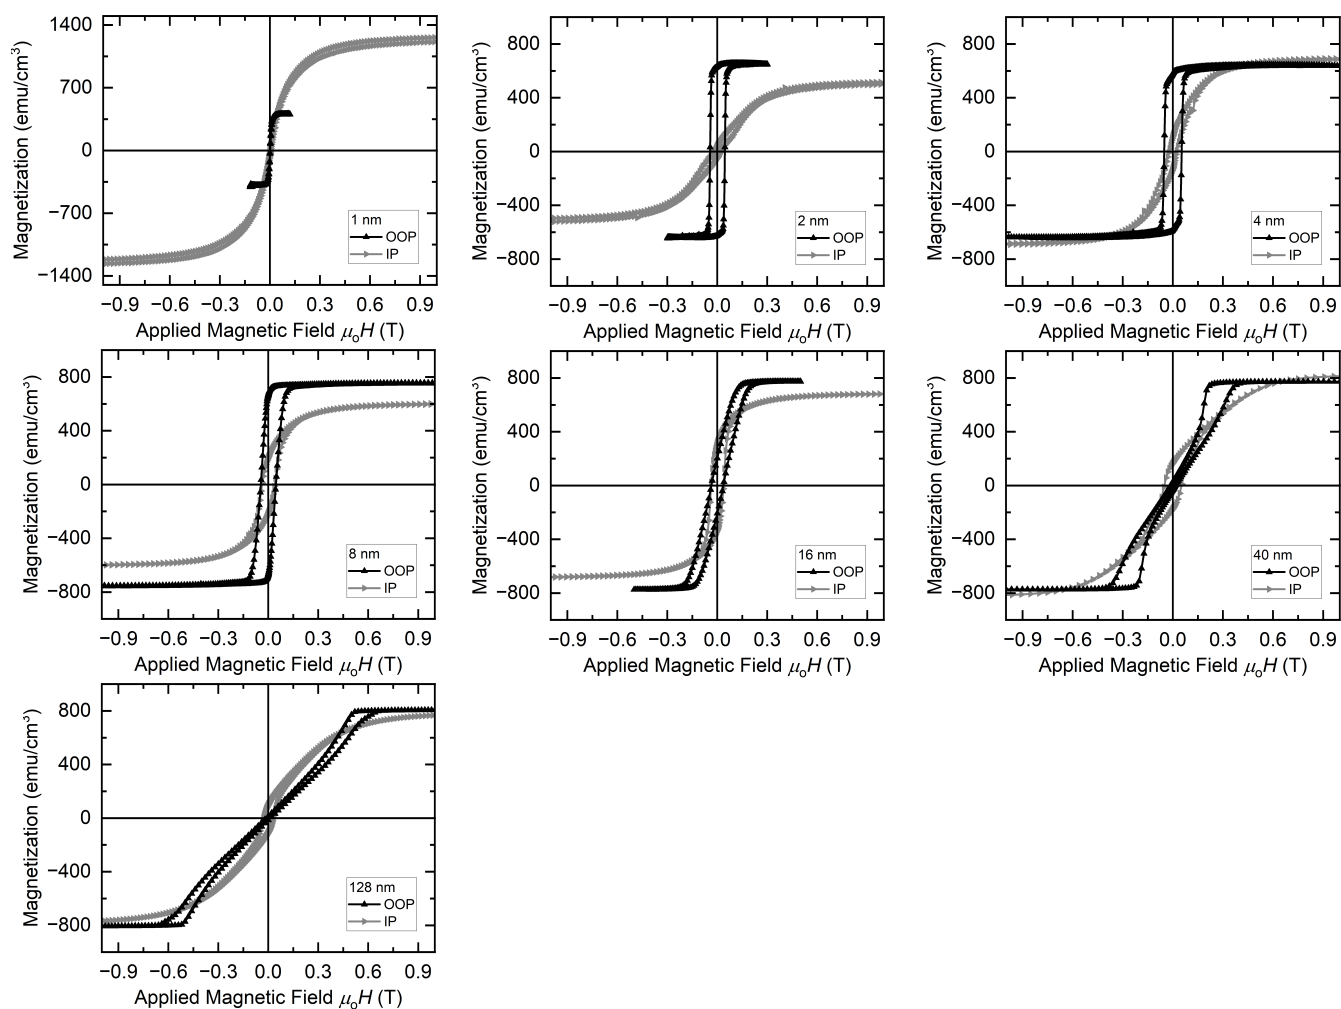 Magnetization (emu/cm³)
1400
700
0
−700
−1400
1 nm
OOP
IP
−0.9 −0.6 −0.3 0.0 0.3 0.6 0.9
Applied Magnetic Field μₒH (T)
Magnetization (emu/cm³)
800
400
0
−400
−800
2 nm
OOP
IP
−0.9 −0.6 −0.3 0.0 0.3 0.6 0.9
Applied Magnetic Field μₒH (T)
Magnetization (emu/cm³)
800
400
0
−400
−800
4 nm
OOP
IP
−0.9 −0.6 −0.3 0.0 0.3 0.6 0.9
Applied Magnetic Field μₒH (T)
Magnetization (emu/cm³)
800
400
0
−400
−800
8 nm
OOP
IP
−0.9 −0.6 −0.3 0.0 0.3 0.6 0.9
Applied Magnetic Field μₒH (T)
Magnetization (emu/cm³)
800
400
0
−400
−800
16 nm
OOP
IP
−0.9 −0.6 −0.3 0.0 0.3 0.6 0.9
Applied Magnetic Field μₒH (T)
Magnetization (emu/cm³)
800
400
0
−400
−800
40 nm
OOP
IP
−0.9 −0.6 −0.3 0.0 0.3 0.6 0.9
Applied Magnetic Field μₒH (T)
Magnetization (emu/cm³)
800
400
0
−400
−800
128 nm
OOP
IP
−0.9 −0.6 −0.3 0.0 0.3 0.6 0.9
Applied Magnetic Field μₒH (T)